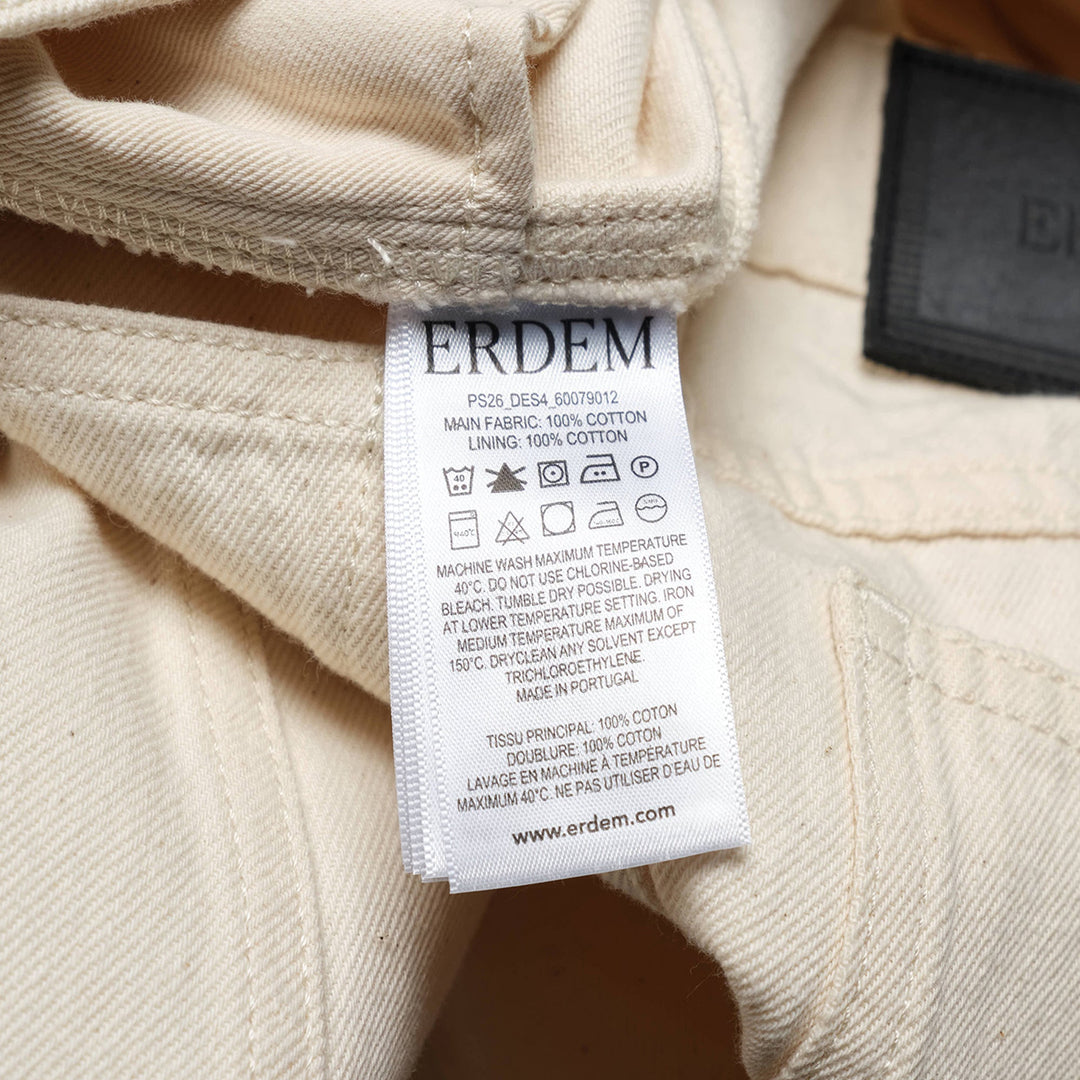 ERDEM
PS26_DES4_60079012
MAIN FABRIC: 100% COTTON
LINING: 100% COTTON
40
P
MACHINE WASH MAXIMUM TEMPERATURE
40°C. DO NOT USE CHLORINE-BASED
BLEACH. TUMBLE DRY POSSIBLE. DRYING
AT LOWER TEMPERATURE SETTING. IRON
MEDIUM TEMPERATURE MAXIMUM OF
150°C. DRYCLEAN ANY SOLVENT EXCEPT
TRICHLOROETHYLENE.
MADE IN PORTUGAL
TISSU PRINCIPAL: 100% COTON
DOUBLURE: 100% COTON
LAVAGE EN MACHINE À TEMPÉRATURE
MAXIMUM 40°C. NE PAS UTILISER D'EAU DE
www.erdem.com